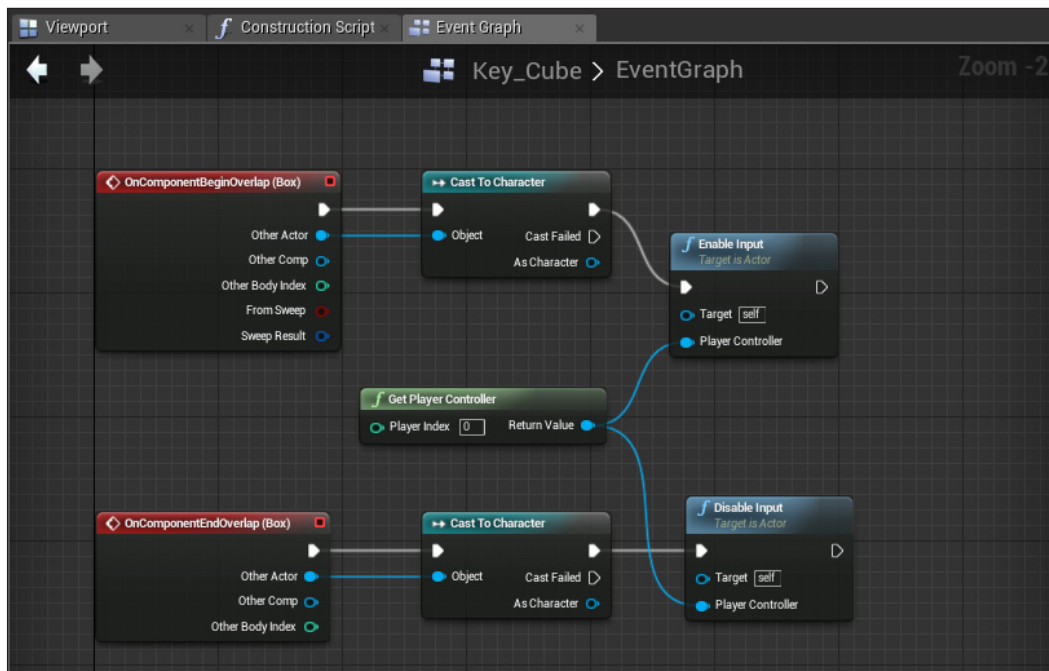 Viewport
Construction Script
Event Graph
Key_Cube > EventGraph
Zoom -2
OnComponentBeginOverlap (Box)
Other Actor
Other Comp
Other Body Index
From Sweep
Sweep Result
Cast To Character
Object
Cast Failed
As Character
Enable Input
Target is Actor
Target self
Player Controller
Get Player Controller
Player Index 0
Return Value
OnComponentEndOverlap (Box)
Other Actor
Other Comp
Other Body Index
Cast To Character
Object
Cast Failed
As Character
Disable Input
Target is Actor
Target self
Player Controller